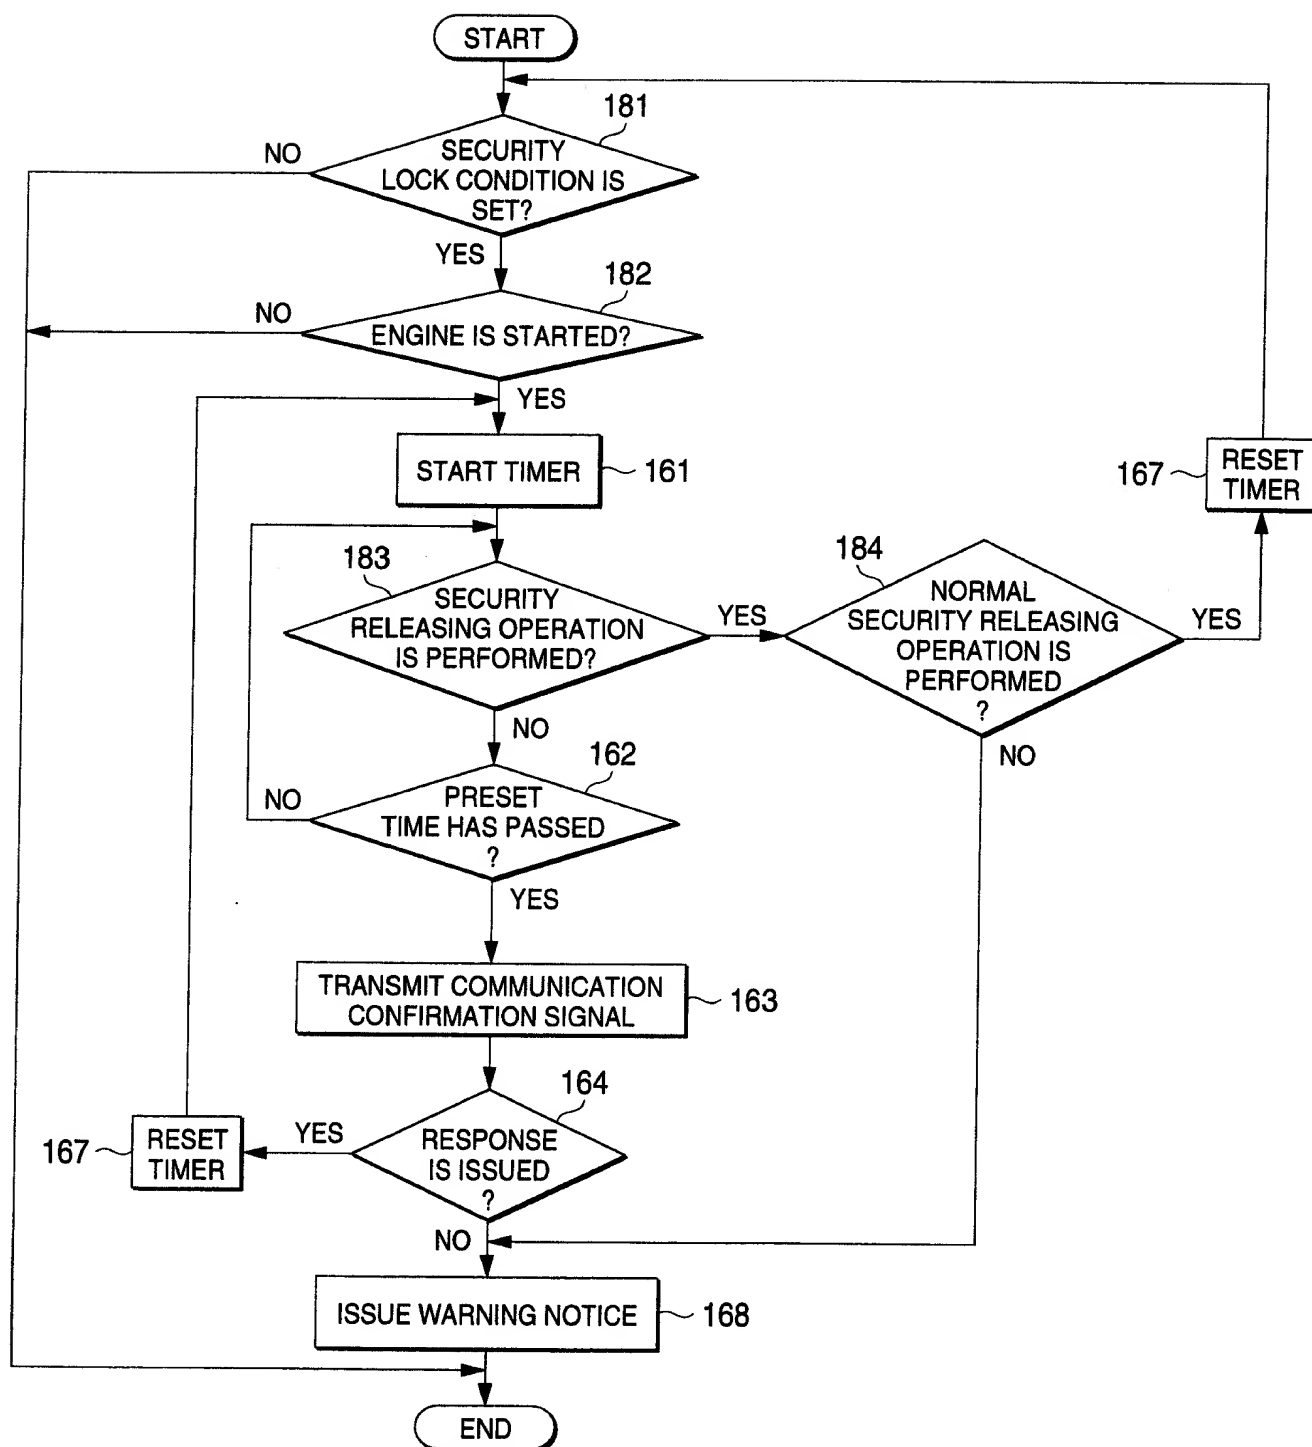 START
181
SECURITY
LOCK CONDITION IS
SET?
NO
YES
182
ENGINE IS STARTED?
NO
YES
START TIMER
161
167
RESET
TIMER
183
SECURITY
RELEASING OPERATION
IS PERFORMED?
YES
NO
184
NORMAL
SECURITY RELEASING
OPERATION IS
PERFORMED
?
YES
NO
162
PRESET
TIME HAS PASSED
?
NO
YES
TRANSMIT COMMUNICATION
CONFIRMATION SIGNAL
163
164
RESPONSE
IS ISSUED
?
YES
167
RESET
TIMER
NO
ISSUE WARNING NOTICE
168
END